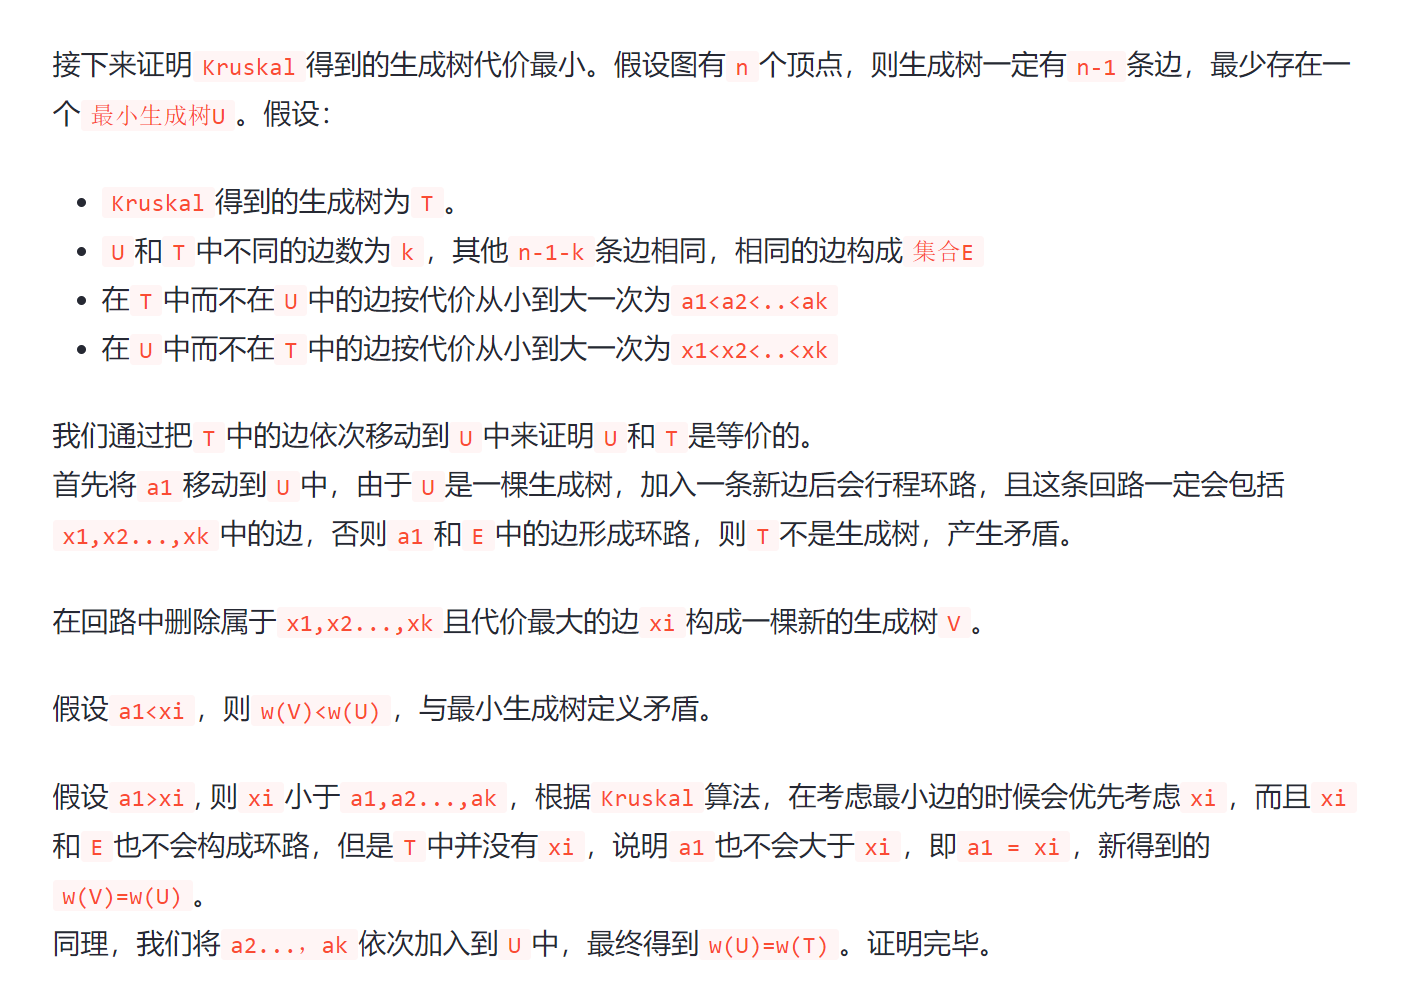 接下来证明 Kruskal 得到的生成树代价最小。假设图有 n 个顶点，则生成树一定有 n-1 条边，最少存在一
个 最小生成树U 。假设：
• Kruskal 得到的生成树为 T 。
• U 和 T 中不同的边数为 k ，其他 n-1-k 条边相同，相同的边构成 集合E
• 在 T 中而不在 U 中的边按代价从小到大一次为 a1<a2<..<ak
• 在 U 中而不在 T 中的边按代价从小到大一次为 x1<x2<..<xk
我们通过把 T 中的边依次移动到 U 中来证明 U 和 T 是等价的。
首先将 a1 移动到 U 中，由于 U 是一棵生成树，加入一条新边后会行程环路，且这条回路一定会包括
x1,x2...,xk 中的边，否则 a1 和 E 中的边形成环路，则 T 不是生成树，产生矛盾。
在回路中删除属于 x1,x2...,xk 且代价最大的边 xi 构成一棵新的生成树 V 。
假设 a1<xi ，则 w(V)<w(U) ，与最小生成树定义矛盾。
假设 a1>xi , 则 xi 小于 a1,a2...,ak ，根据 Kruskal 算法，在考虑最小边的时候会优先考虑 xi ，而且 xi
和 E 也不会构成环路，但是 T 中并没有 xi ，说明 a1 也不会大于 xi ，即 a1 = xi ，新得到的
w(V)=w(U) 。
同理，我们将 a2...，ak 依次加入到 U 中，最终得到 w(U)=w(T) 。证明完毕。